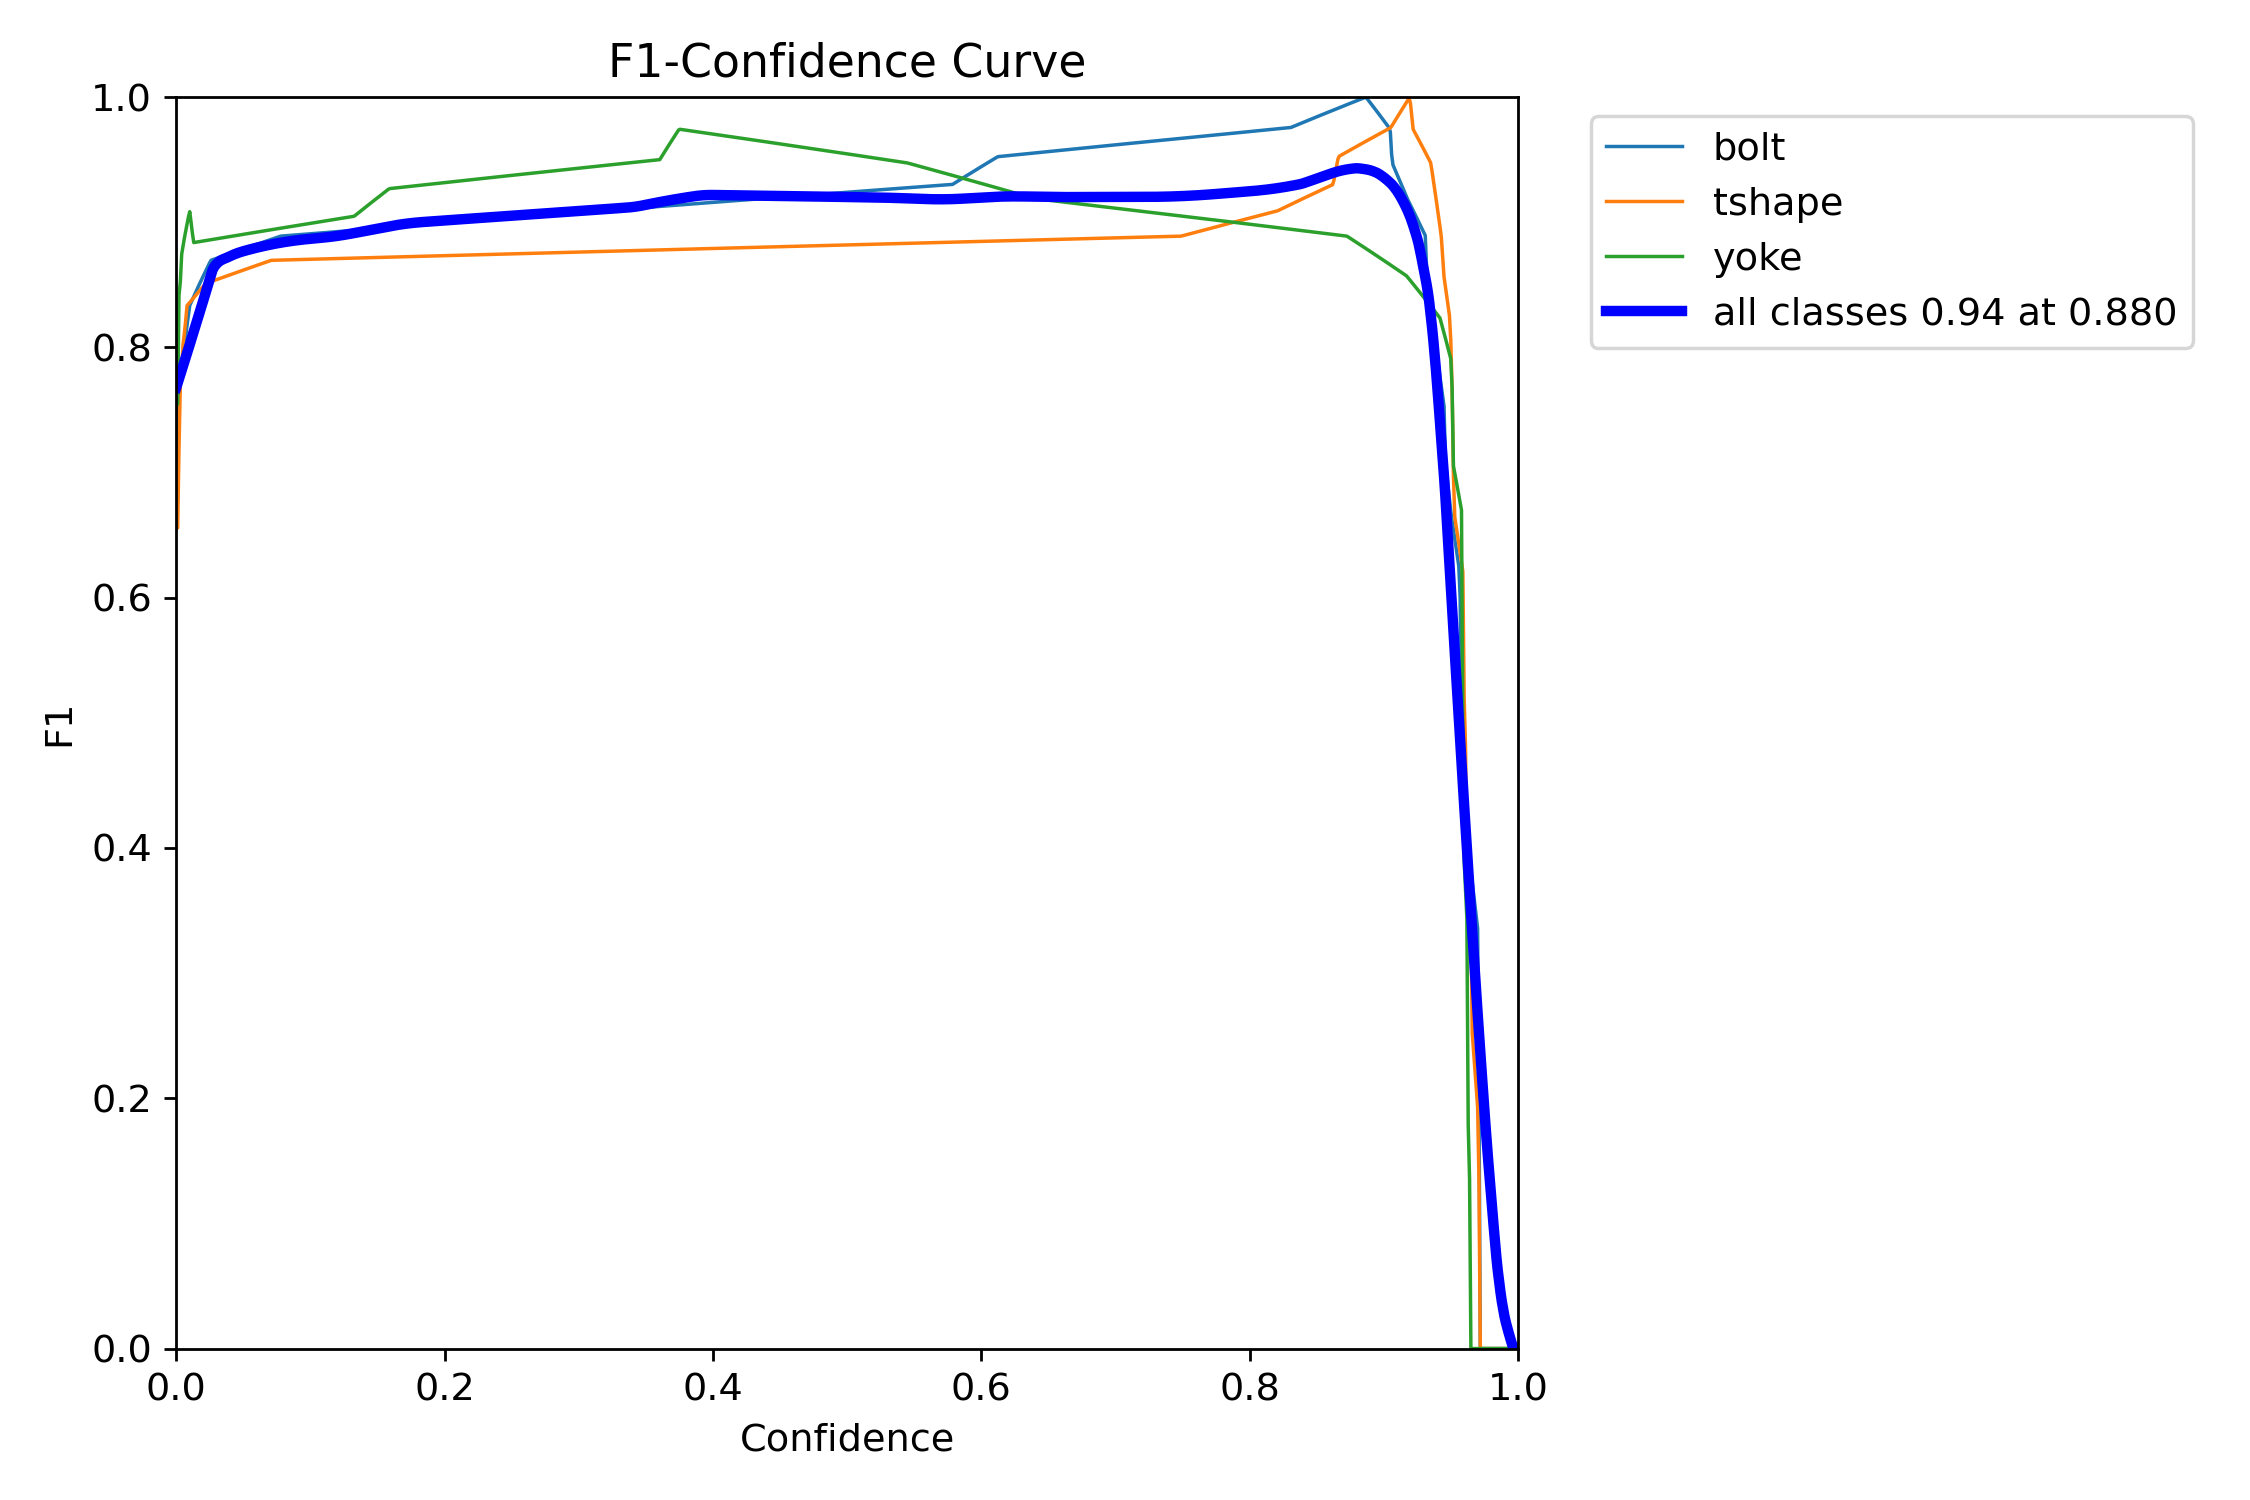 F1-Confidence Curve
1.0
0.8
0.6
0.4
0.2
0.0
F1
0.0 0.2 0.4 0.6 0.8 1.0
Confidence
bolt
tshape
yoke
all classes 0.94 at 0.880